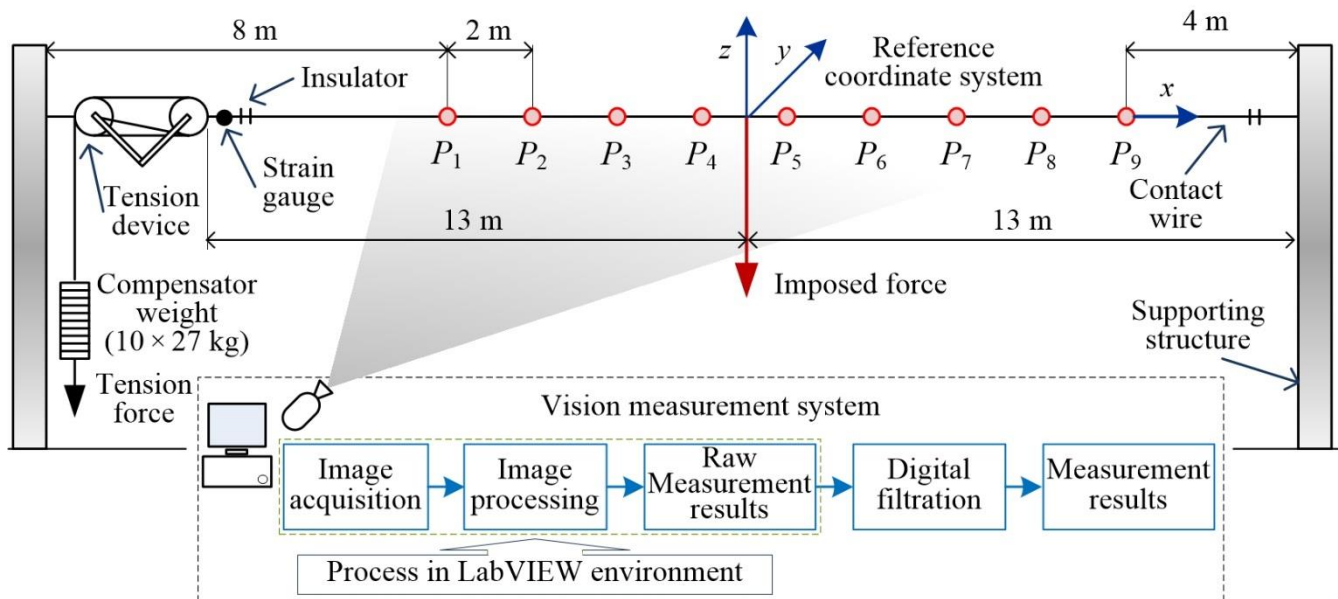 8 m
2 m
4 m
Insulator
z
y
Reference
coordinate system
x
P1
P2
P3
P4
P5
P6
P7
P8
P9
Tension
device
Strain
gauge
Contact
wire
13 m
13 m
Compensator
weight
(10 × 27 kg)
Imposed force
Supporting
structure
Tension
force
Vision measurement system
Image
acquisition
Image
processing
Raw
Measurement
results
Digital
filtration
Measurement
results
Process in LabVIEW environment